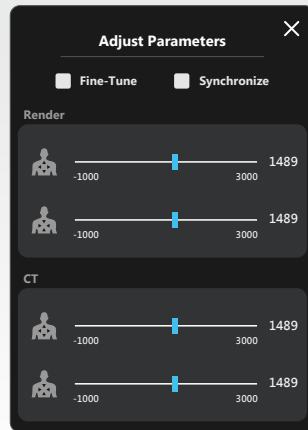 Adjust Parameters
Fine-Tune Synchronize
Render
1489
-1000 3000
1489
-1000 3000
CT
1489
-1000 3000
1489
-1000 3000